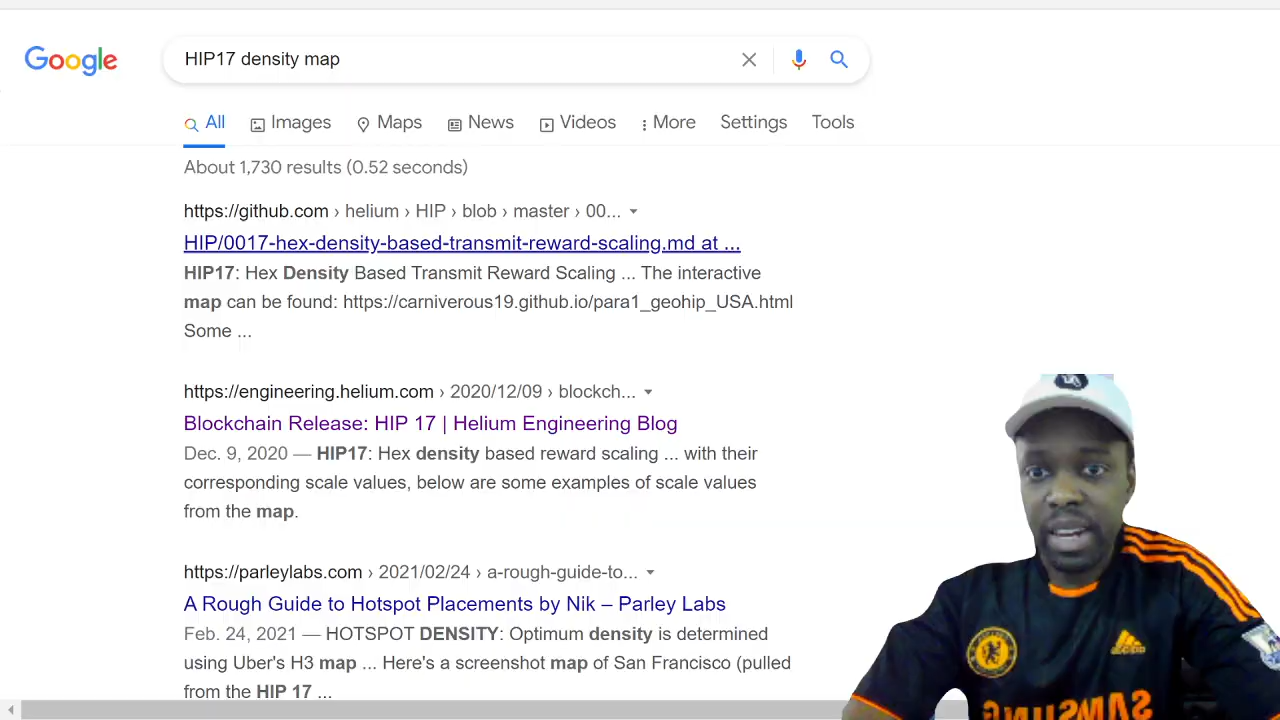 Google
HIP17 density map
All Images Maps News Videos More Settings Tools
About 1,730 results (0.52 seconds)
https://github.com › helium › HIP › blob › master › 00...
HIP/0017-hex-density-based-transmit-reward-scaling.md at ...
HIP17: Hex Density Based Transmit Reward Scaling ... The interactive
map can be found: https://carniverous19.github.io/para1_geohip_USA.html
Some ...
https://engineering.helium.com › 2020/12/09 › blockch...
Blockchain Release: HIP 17 | Helium Engineering Blog
Dec. 9, 2020 — HIP17: Hex density based reward scaling ... with their
corresponding scale values, below are some examples of scale values
from the map.
https://parleylabs.com › 2021/02/24 › a-rough-guide-to...
A Rough Guide to Hotspot Placements by Nik – Parley Labs
Feb. 24, 2021 — HOTSPOT DENSITY: Optimum density is determined
using Uber's H3 map ... Here's a screenshot map of San Francisco (pulled
from the HIP 17 ...
adidas
SAMSUNG